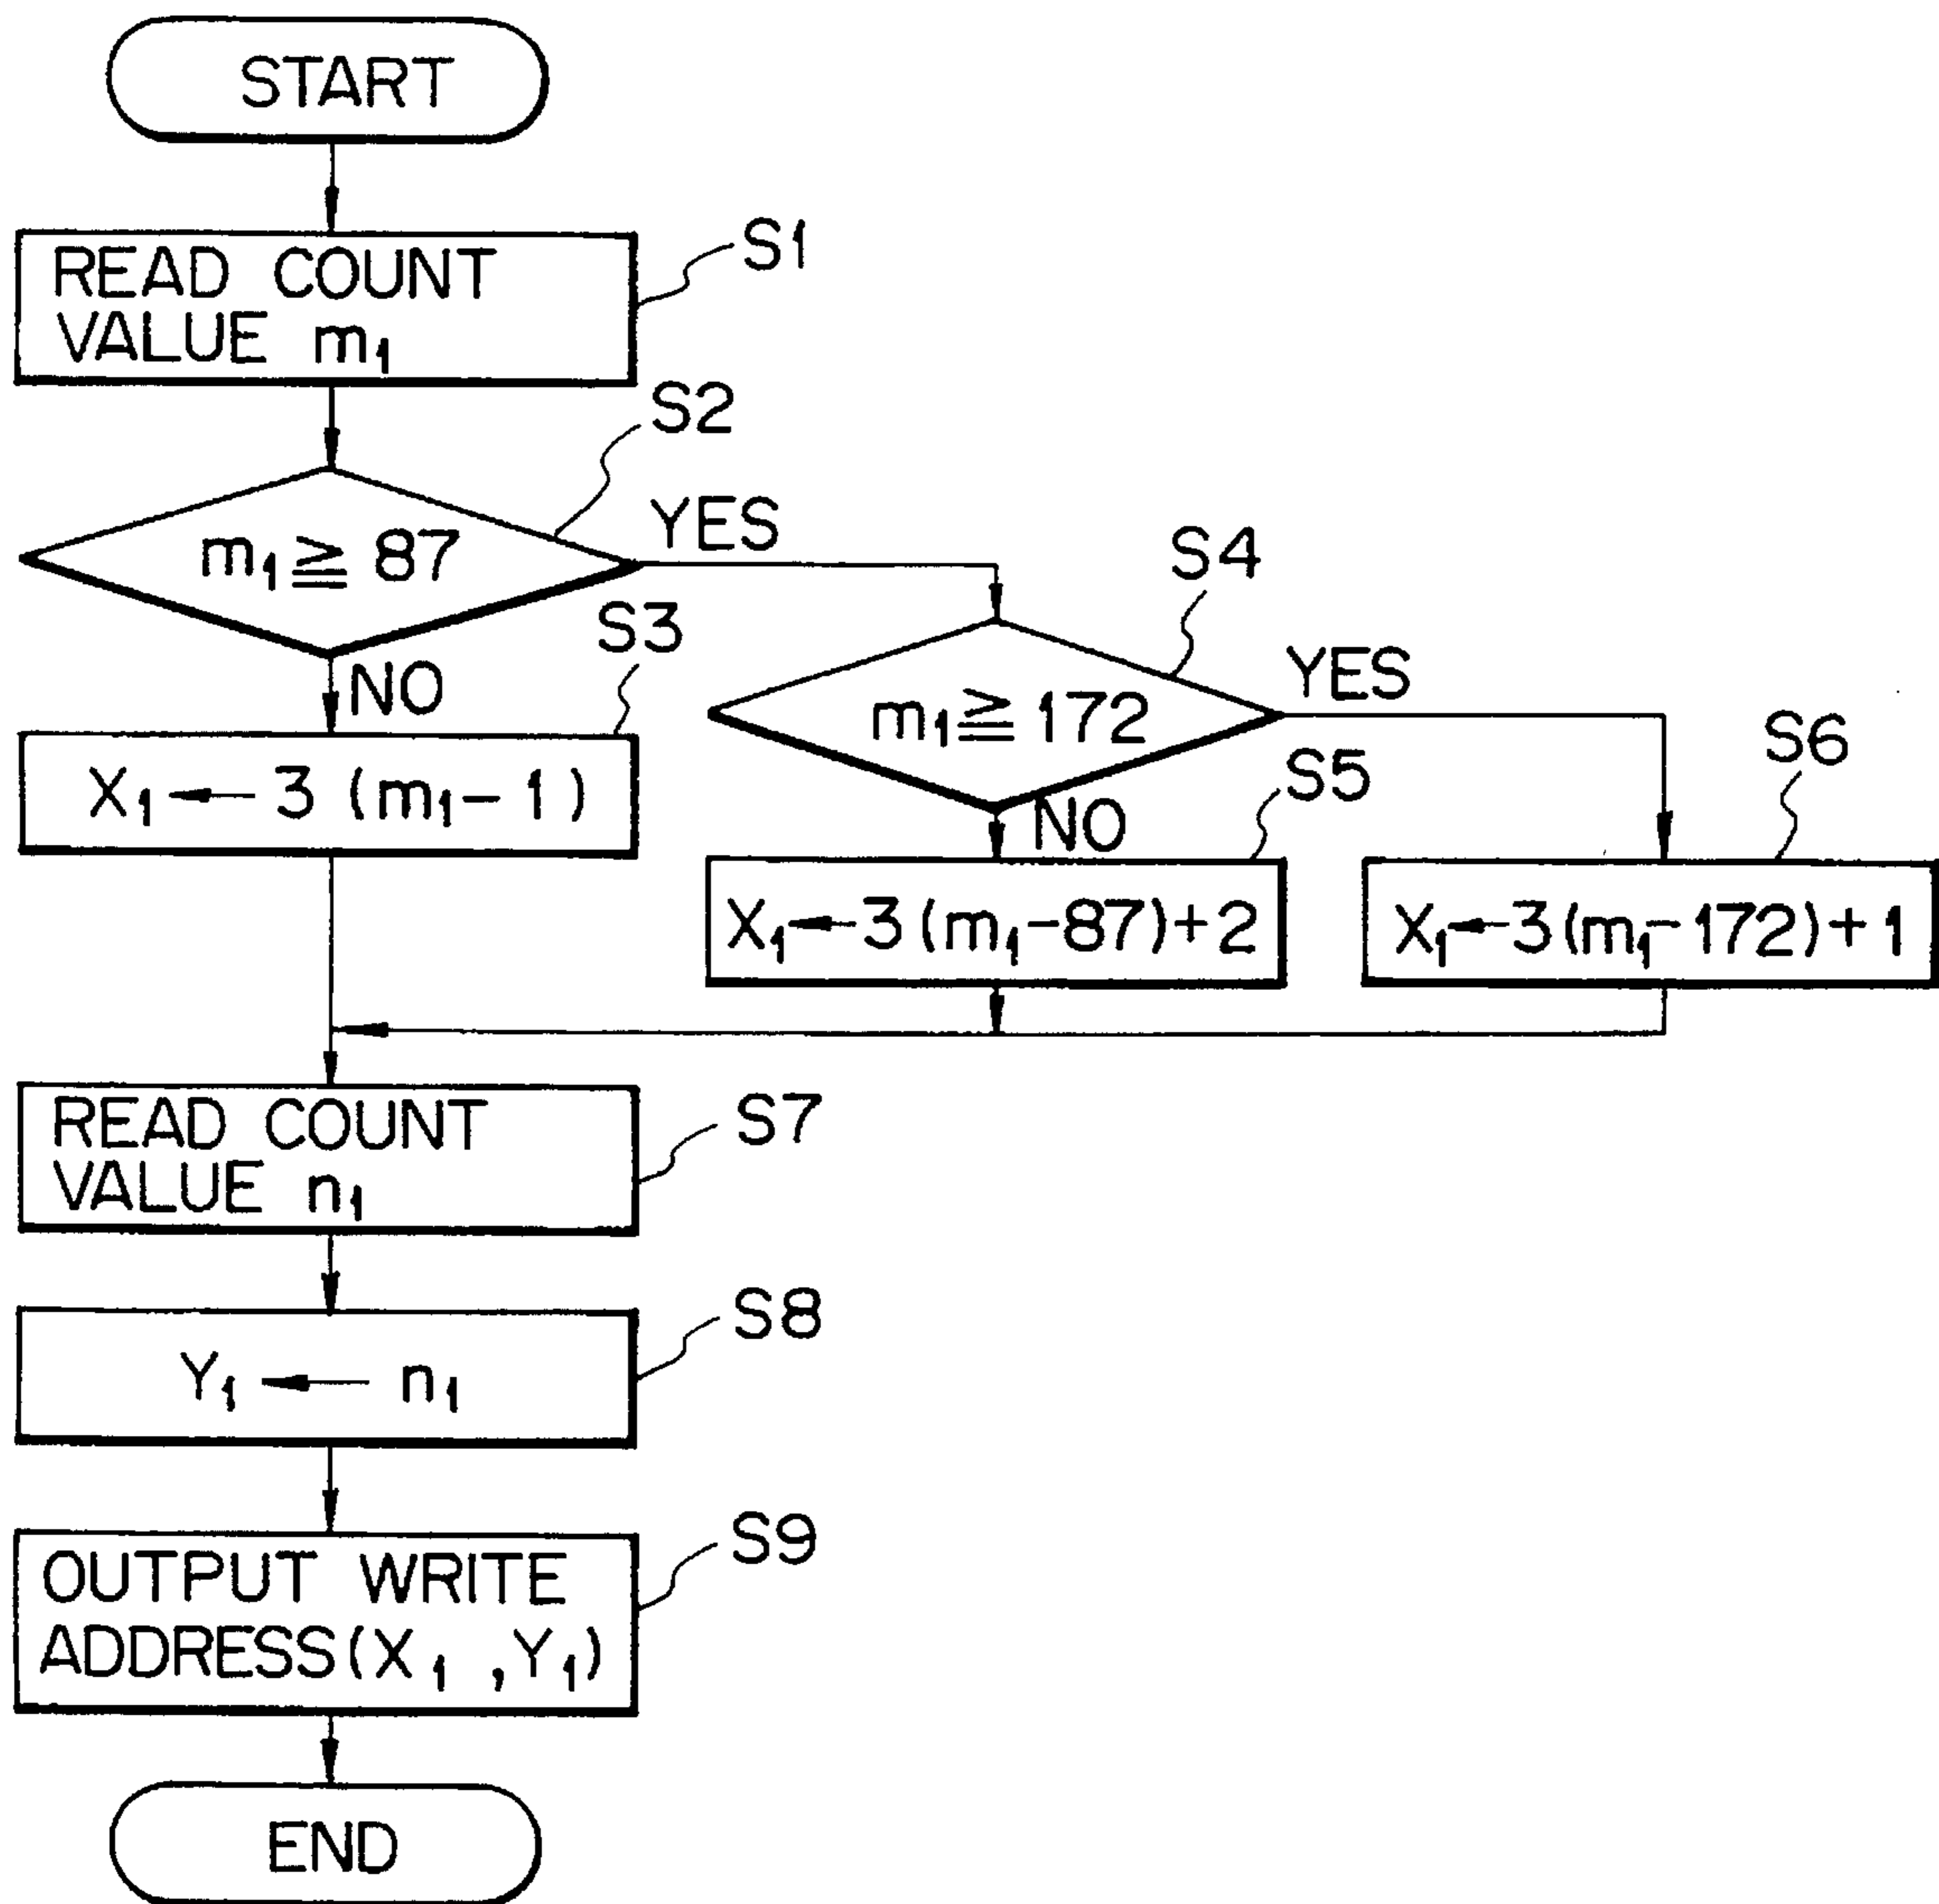 START
READ COUNT
VALUE m₁
S1
S2
m₁ ≧ 87
YES
NO
S3
X₁ ← 3 (m₁ − 1)
S4
m₁ ≧ 172
YES
NO
S5
X₁ ← 3 (m₁ − 87) + 2
S6
X₁ ← 3 (m₁ − 172) + 1
READ COUNT
VALUE n₁
S7
Y₁ ← n₁
S8
OUTPUT WRITE
ADDRESS (X₁ , Y₁)
S9
END